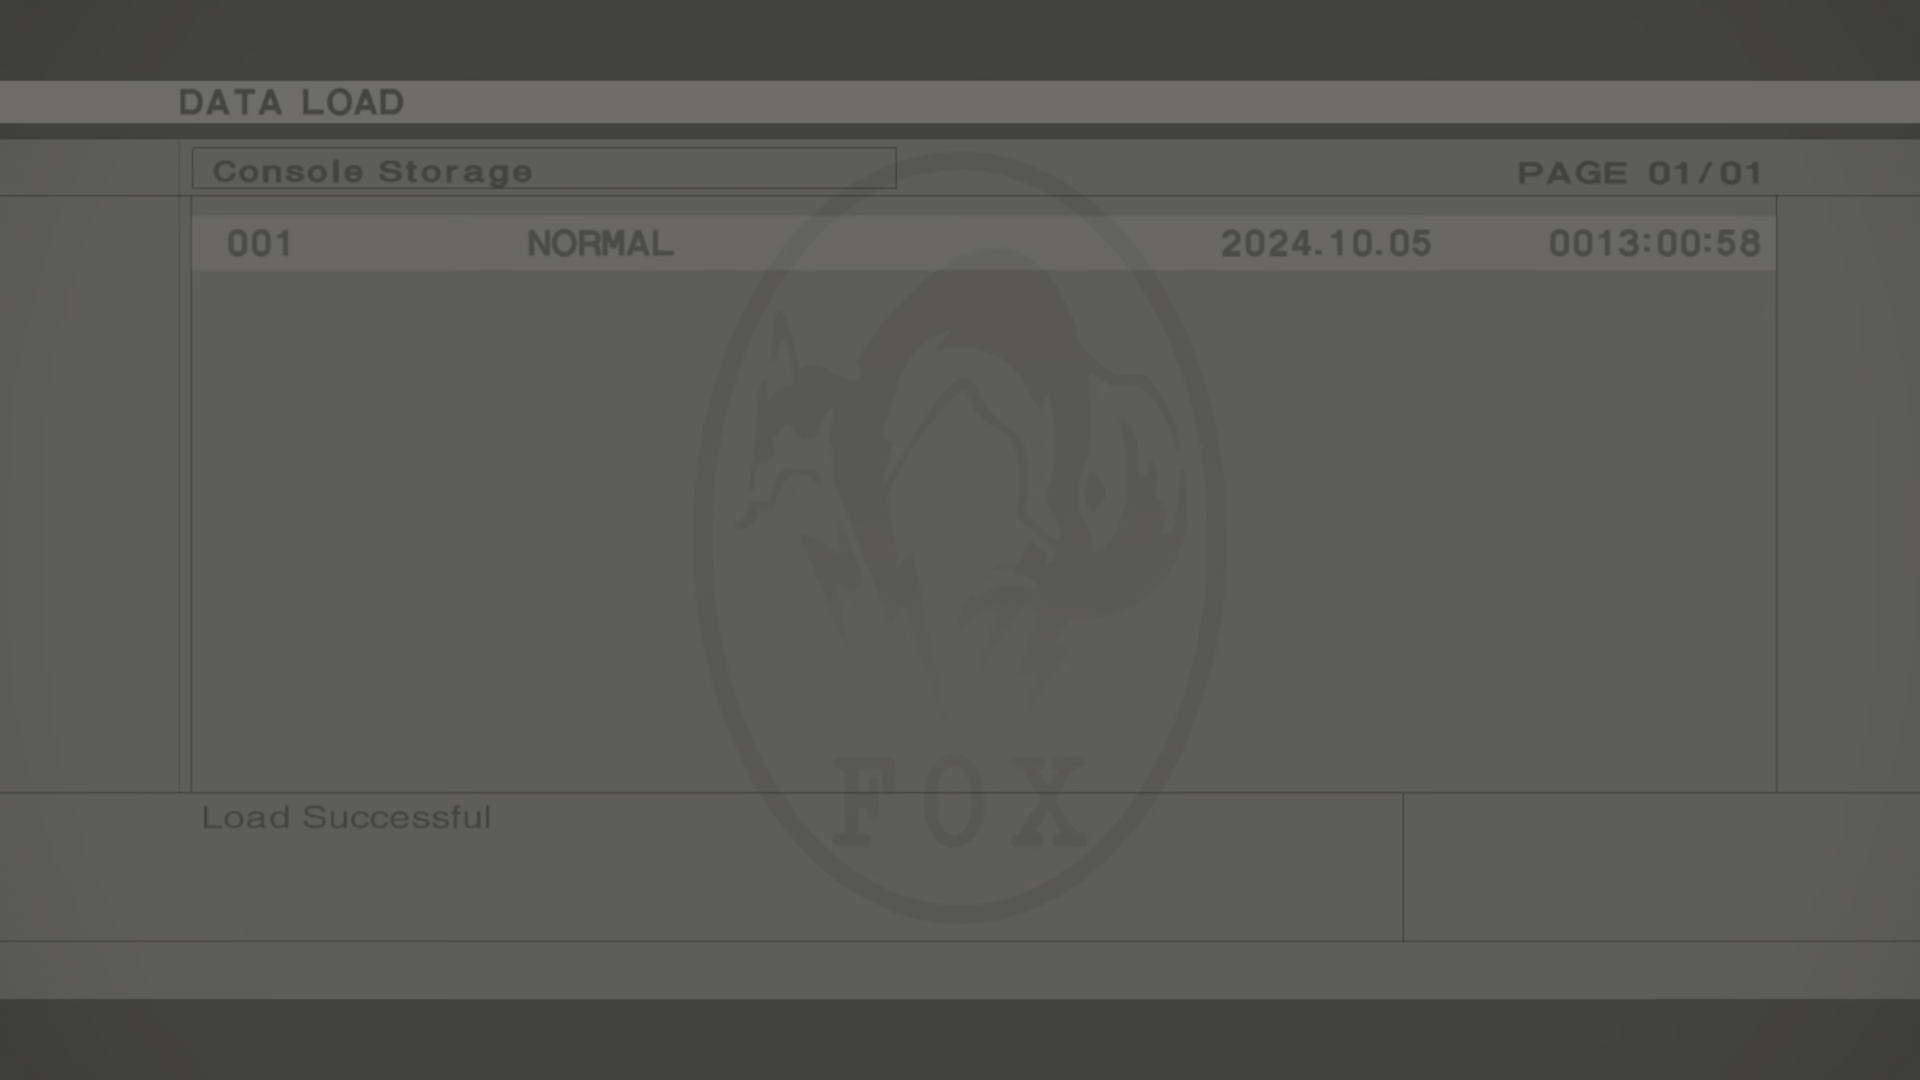 DATA LOAD
Console Storage PAGE 01/01
001 NORMAL 2024.10.05 0013:00:58
FOX
Load Successful